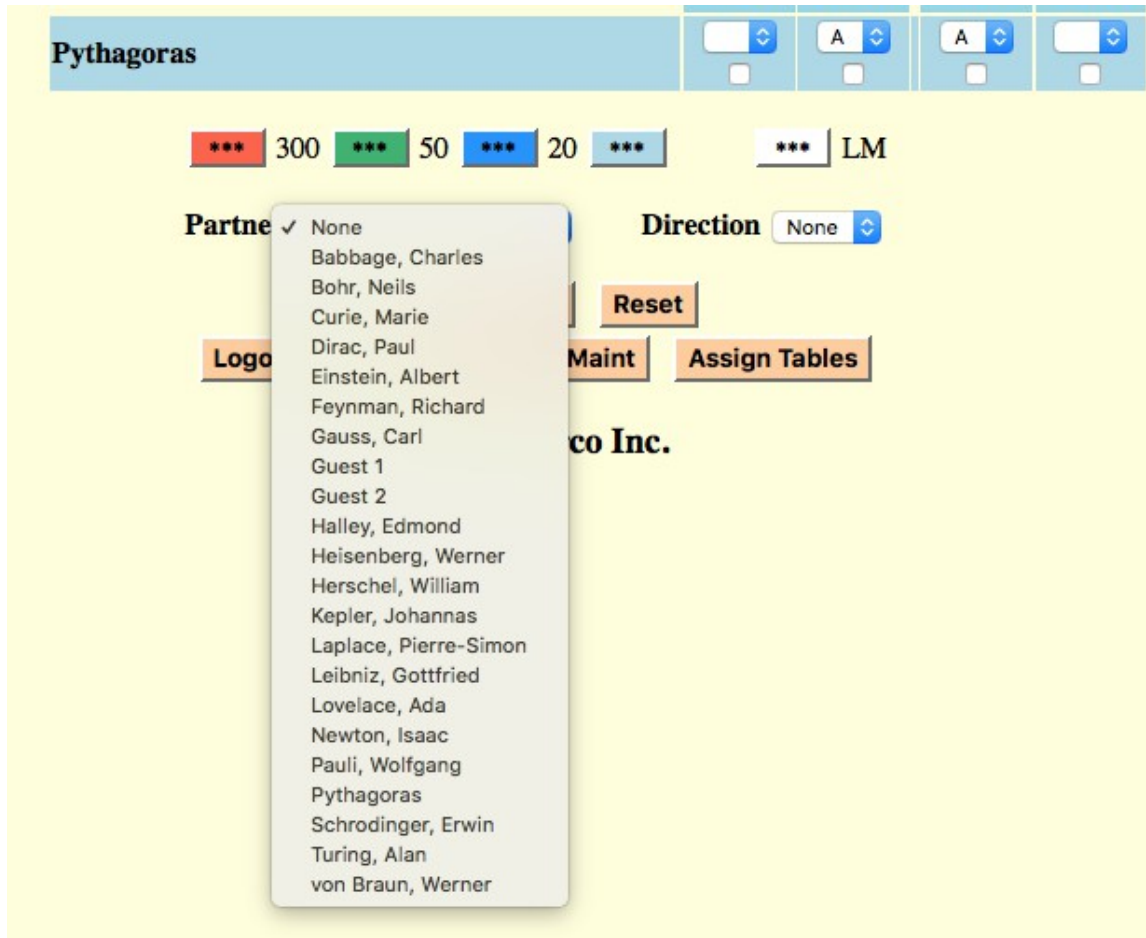 Pythagoras A A
*** 300 *** 50 *** 20 *** *** LM
Partne Direction None
✓ None
Babbage, Charles
Bohr, Neils
Curie, Marie
Dirac, Paul
Einstein, Albert
Feynman, Richard
Gauss, Carl
Guest 1
Guest 2
Halley, Edmond
Heisenberg, Werner
Herschel, William
Kepler, Johannas
Laplace, Pierre-Simon
Leibniz, Gottfried
Lovelace, Ada
Newton, Isaac
Pauli, Wolfgang
Pythagoras
Schrodinger, Erwin
Turing, Alan
von Braun, Werner
Reset
Logo Maint Assign Tables
co Inc.